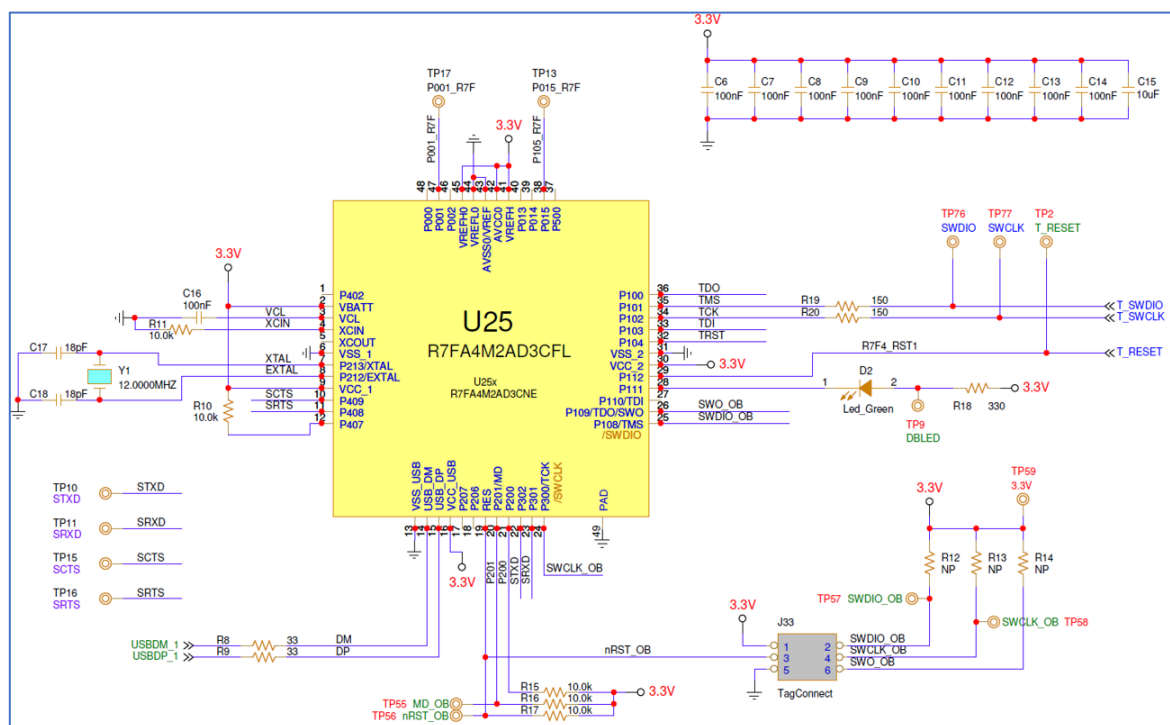 3.3V
C6 C7 C8 C9 C10 C11 C12 C13 C14 C15
100nF 100nF 100nF 100nF 100nF 100nF 100nF 100nF 100nF 10uF
TP17
P001_R7F
TP13
P015_R7F
P001_R7F
3.3V
P105_R7F
48 47 46 45 44 43 42 41 40 39 38 37
P000 P001 P002 VREFH0 VREFL0 AVSS0/VREF AVCC0 VREFH P013 P014 P015 P500
TP76
SWDIO
TP77
SWCLK
TP2
T_RESET
3.3V
C16
100nF
VCL
R11
10.0k
XCIN
C17 18pF
XTAL
Y1
12.0000MHZ
EXTAL
C18 18pF
R10
10.0k
SCTS
SRTS
1 P402
2 VBATT
3 VCL
4 XCIN
5 XCOUT
6 VSS_1
7 P213/XTAL
8 P212/EXTAL
9 VCC_1
10 P409
11 P408
12 P407
U25
R7FA4M2AD3CFL
U25x
R7FA4M2AD3CNE
P100 36 TDO
P101 35 TMS
P102 34 TCK
P103 33 TDI
P104 32 TRST
VSS_2 31
VCC_2 30 3.3V
P112 29
P111 28
P110/TDI 27
P109/TDO/SWO 26 SWO_OB
P108/TMS 25 SWDIO_OB
/SWDIO
R19 150
R20 150
T_SWDIO
T_SWCLK
R7F4_RST1
T_RESET
1 D2 2
Led_Green
TP9
DBLED
R18 330
3.3V
VSS_USB USB_DM USB_DP VCC_USB P207 P206 RES P201/MD P200 P302 P301 P300/TCK /SWCLK PAD
13 14 15 16 17 18 19 20 21 22 23 24 49
3.3V
P201 P200 STXD SRXD
SWCLK_OB
TP10
STXD
STXD
TP11
SRXD
SRXD
TP15
SCTS
SCTS
TP16
SRTS
SRTS
USBDM_1 R8 33 DM
USBDP_1 R9 33 DP
nRST_OB
TP55 MD_OB
TP56 nRST_OB
R15 10.0k
R16 10.0k
R17 10.0k
3.3V
TP59
3.3V
3.3V
R12
NP
R13
NP
R14
NP
TP57 SWDIO_OB
SWCLK_OB TP58
3.3V
J33
1 2 SWDIO_OB
3 4 SWCLK_OB
5 6 SWO_OB
TagConnect